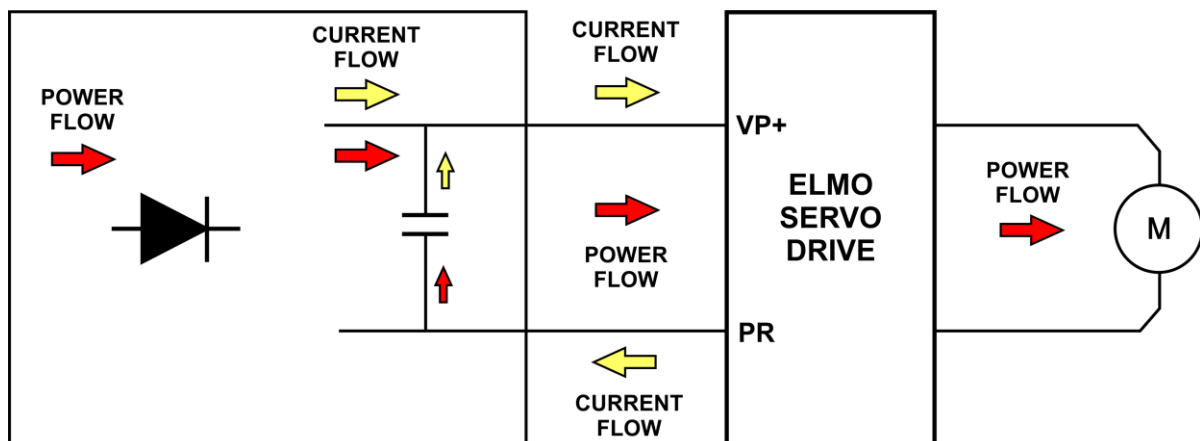 CURRENT
FLOW
CURRENT
FLOW
POWER
FLOW
VP+
ELMO
SERVO
DRIVE
POWER
FLOW
M
POWER
FLOW
PR
CURRENT
FLOW